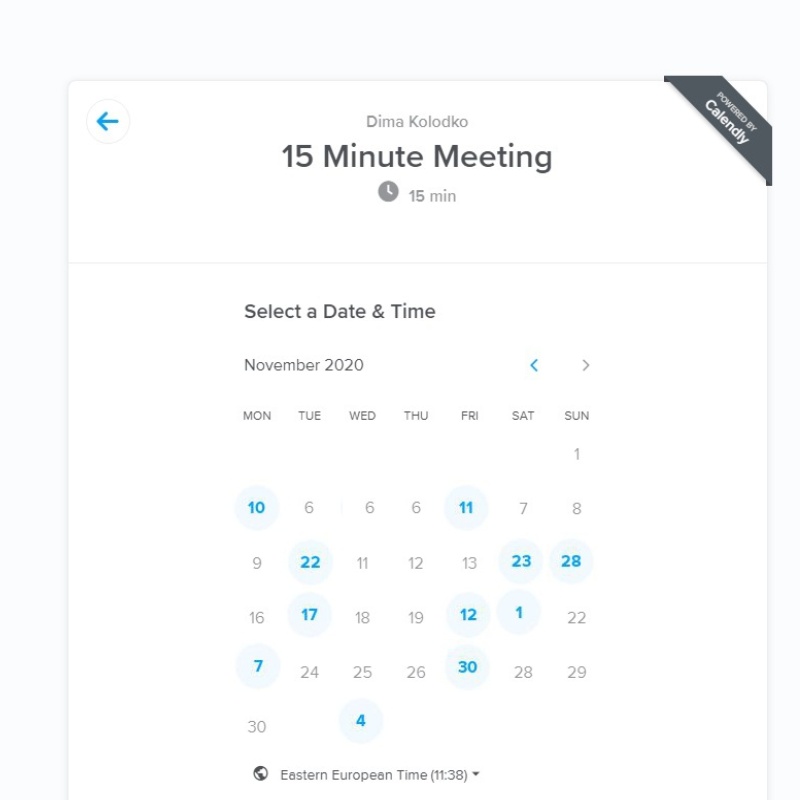 POWERED BY
Calendly
Dima Kolodko
15 Minute Meeting
15 min
Select a Date & Time
November 2020
MON TUE WED THU FRI SAT SUN
1
10 6 6 6 11 7 8
9 22 11 12 13 23 28
16 17 18 19 12 1 22
7 24 25 26 30 28 29
30 4
Eastern European Time (11:38)